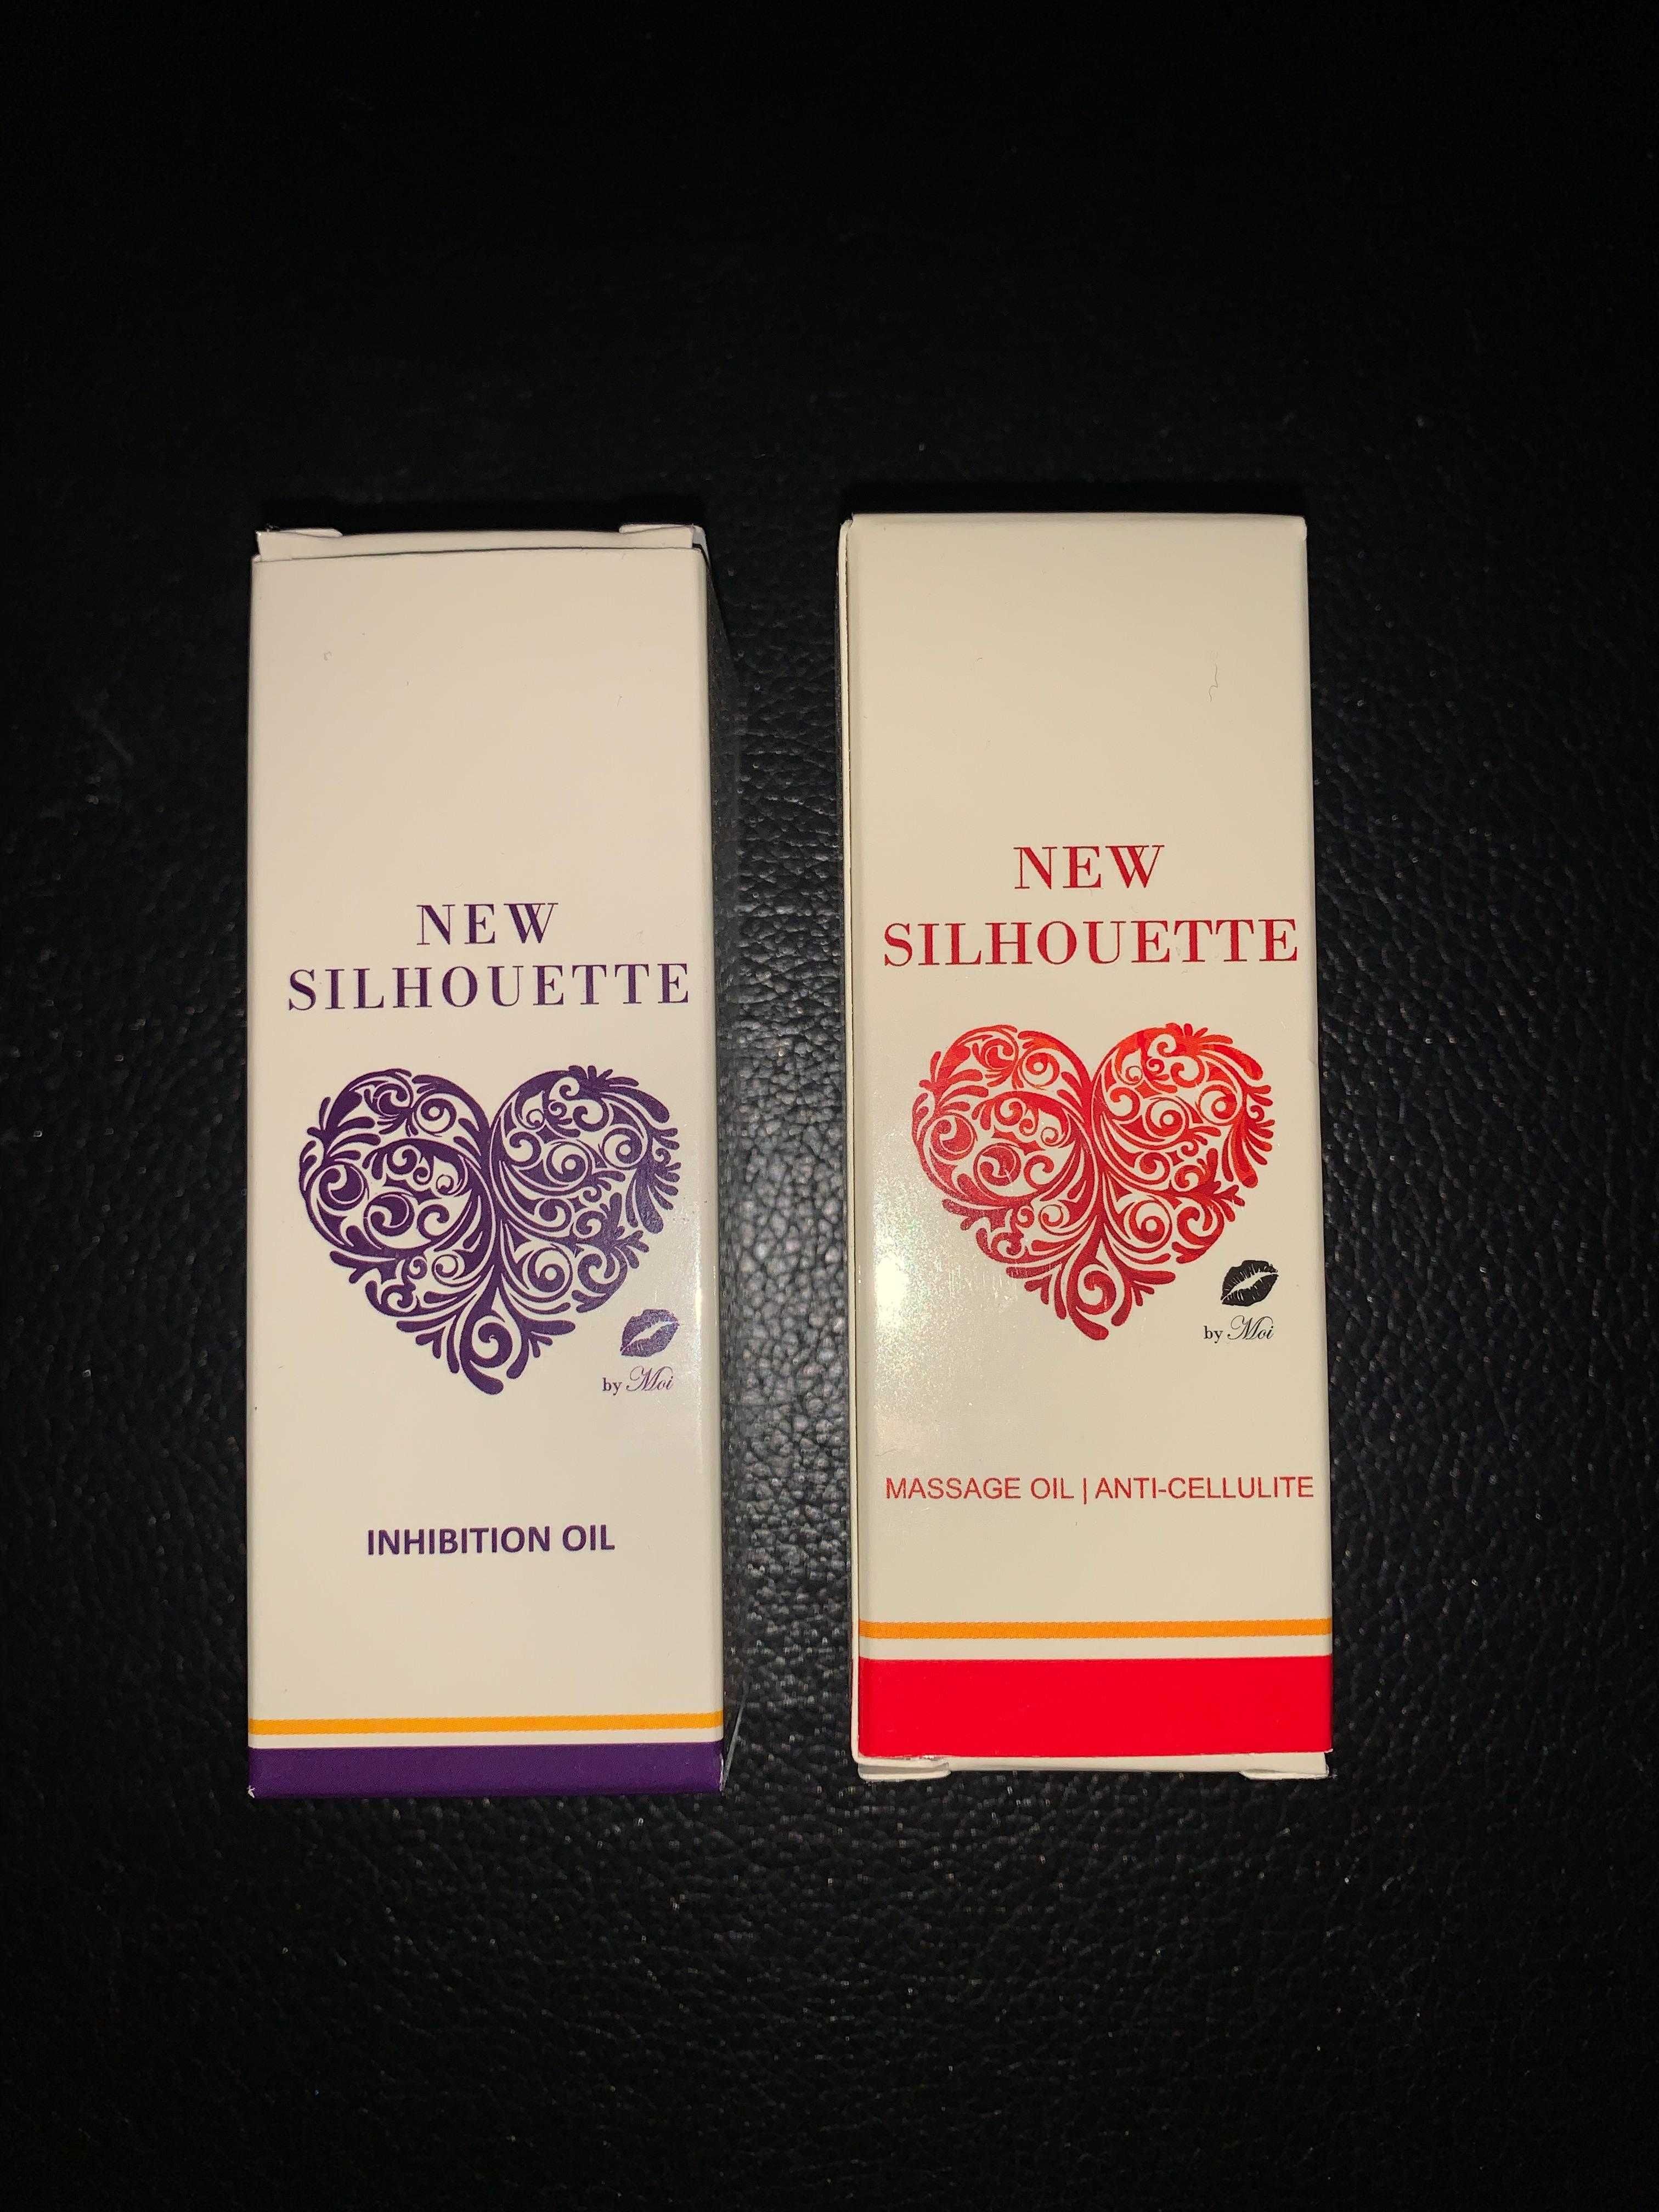 NEW
SILHOUETTE
by Moi
INHIBITION OIL
NEW
SILHOUETTE
by Moi
MASSAGE OIL | ANTI-CELLULITE